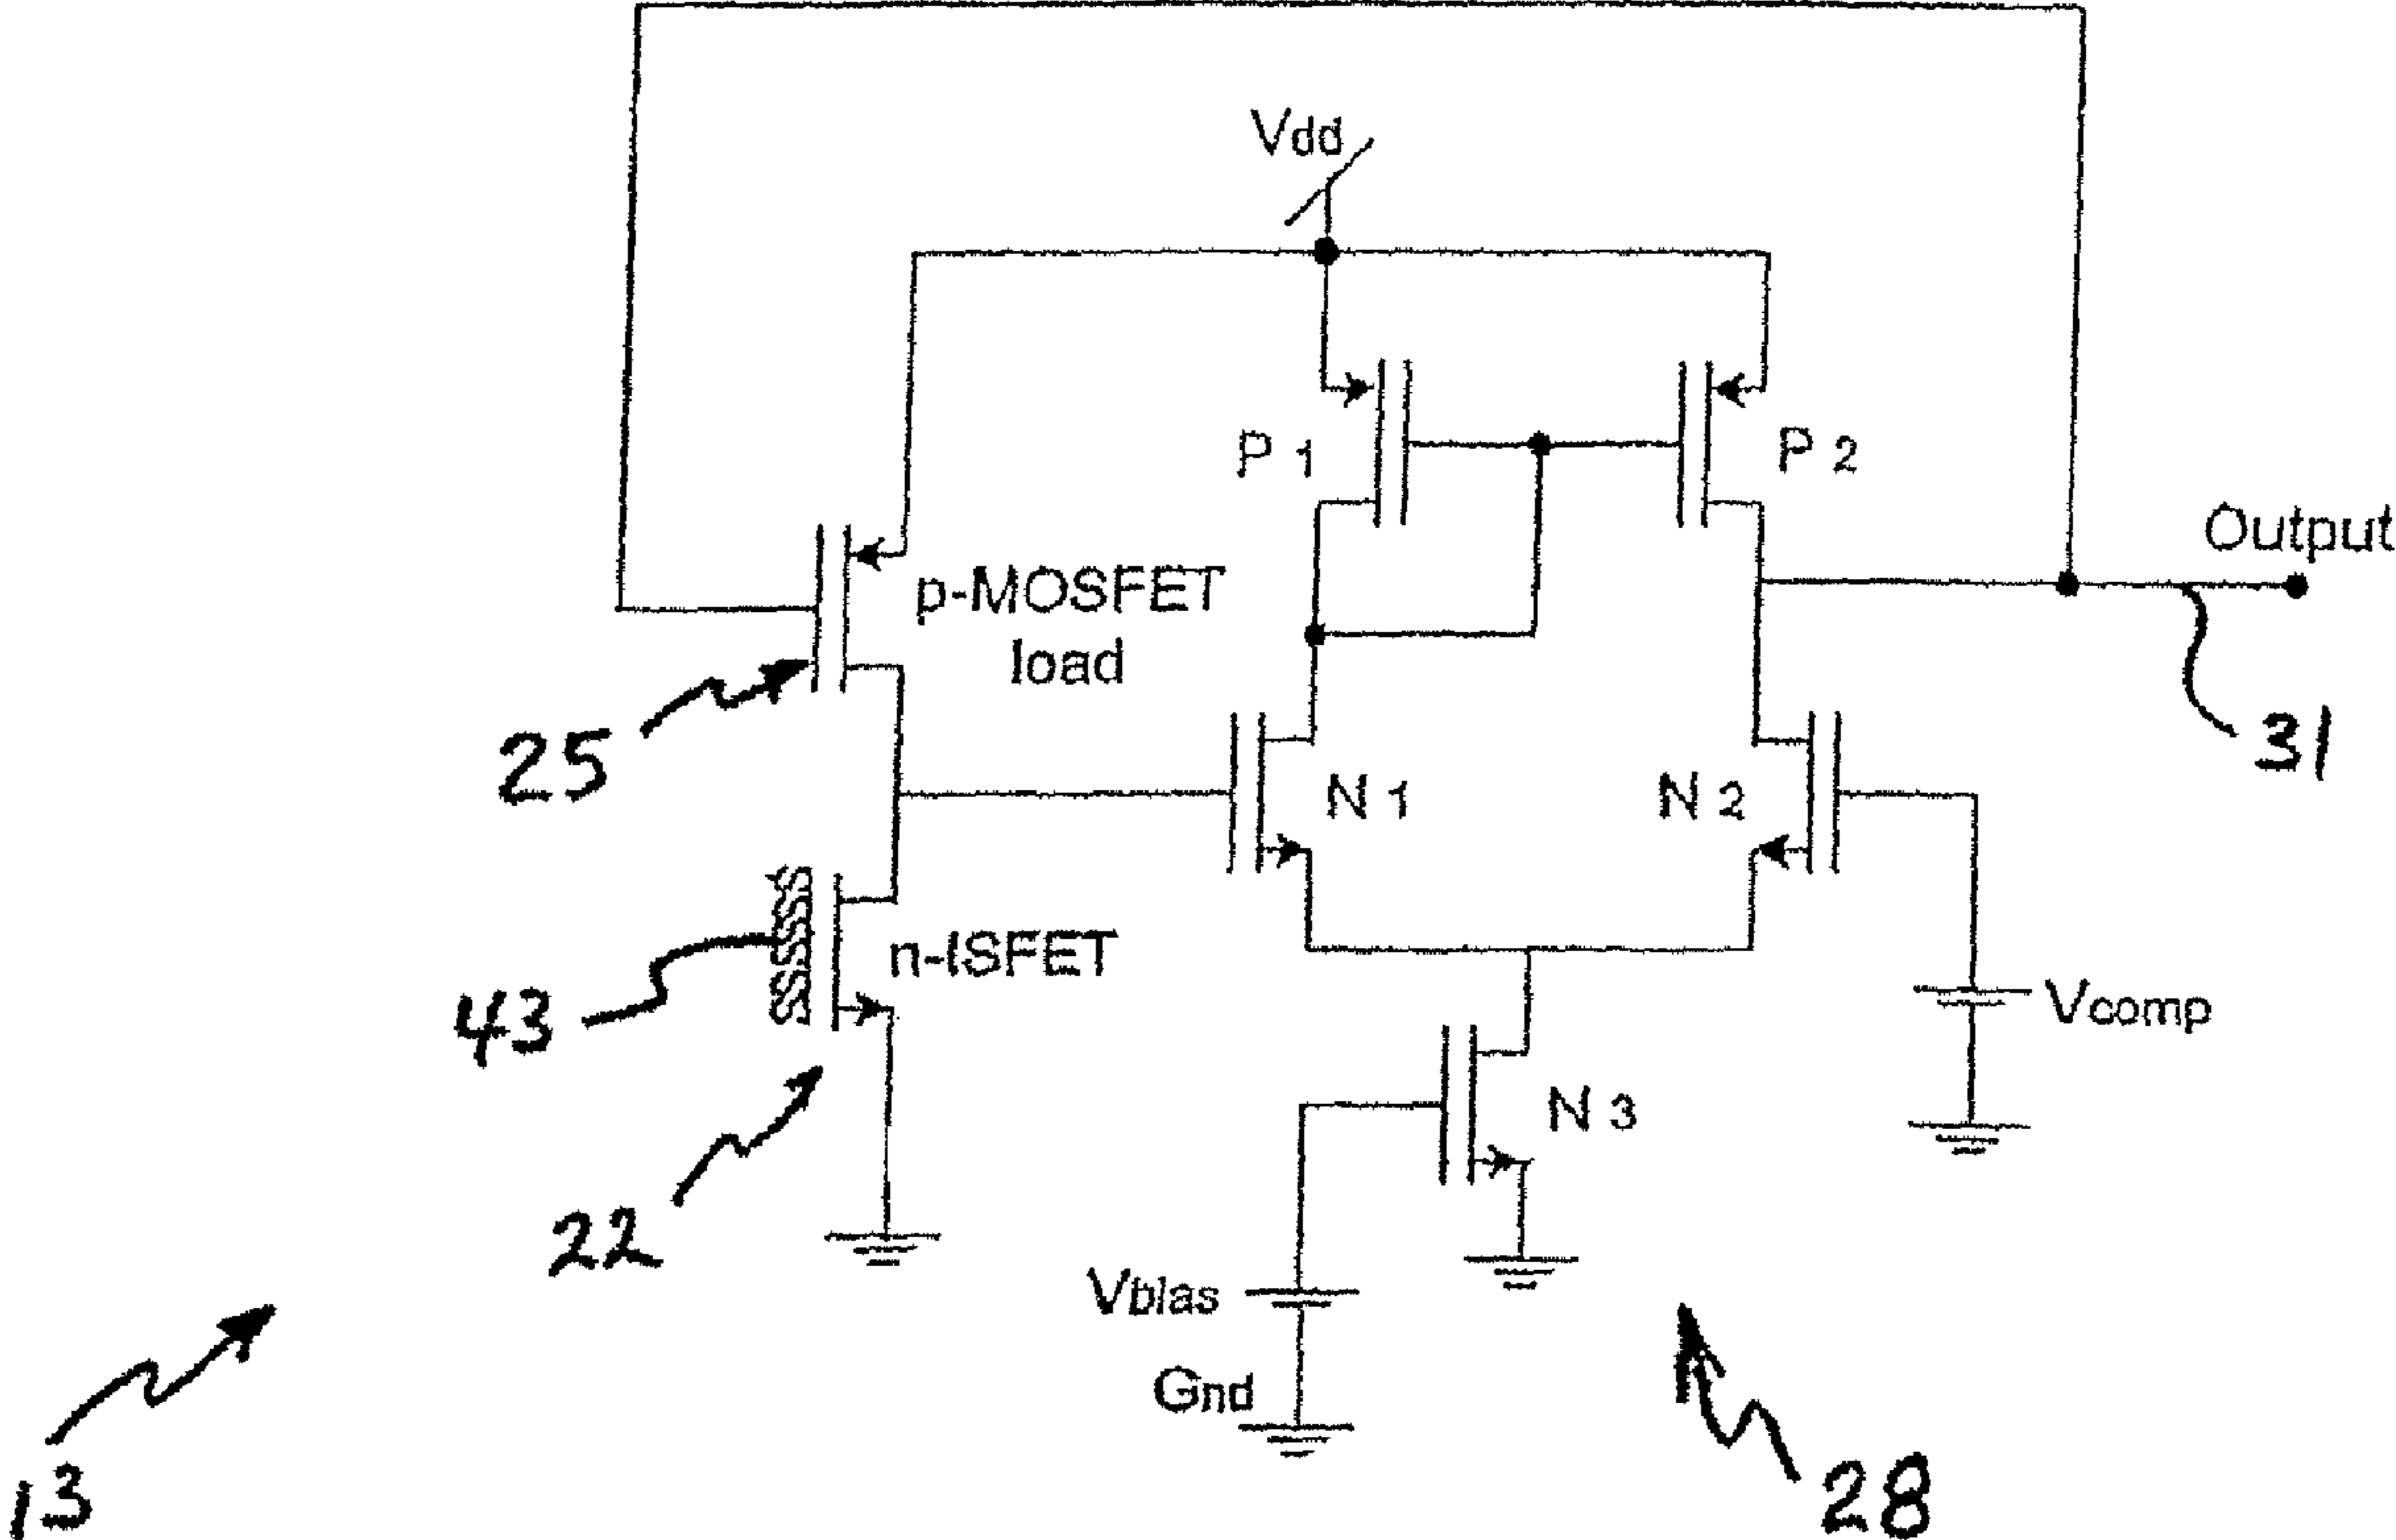 Vdd
P 1
P 2
Output
p-MOSFET
load
25
31
N 1
N 2
n-ISFET
43
Vcomp
N 3
22
Vbias
Gnd
13
28